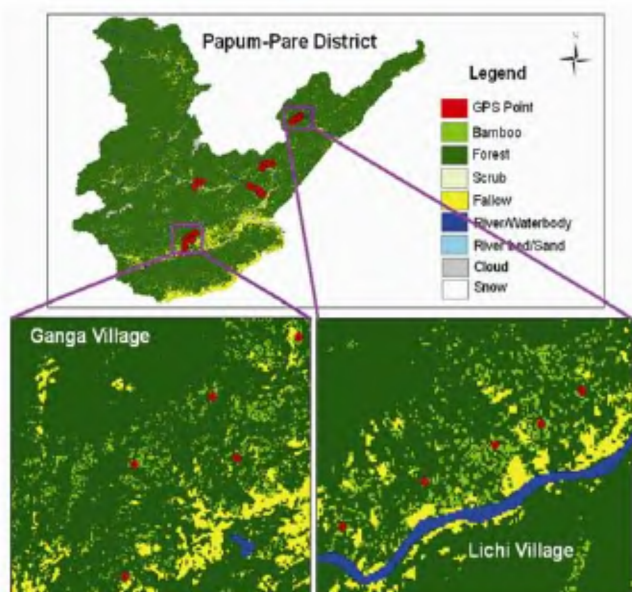 Papum-Pare District
N
Legend
GPS Point
Bamboo
Forest
Scrub
Fallow
River/Waterbody
River bed/Sand
Cloud
Snow
Ganga Village
Lichi Village